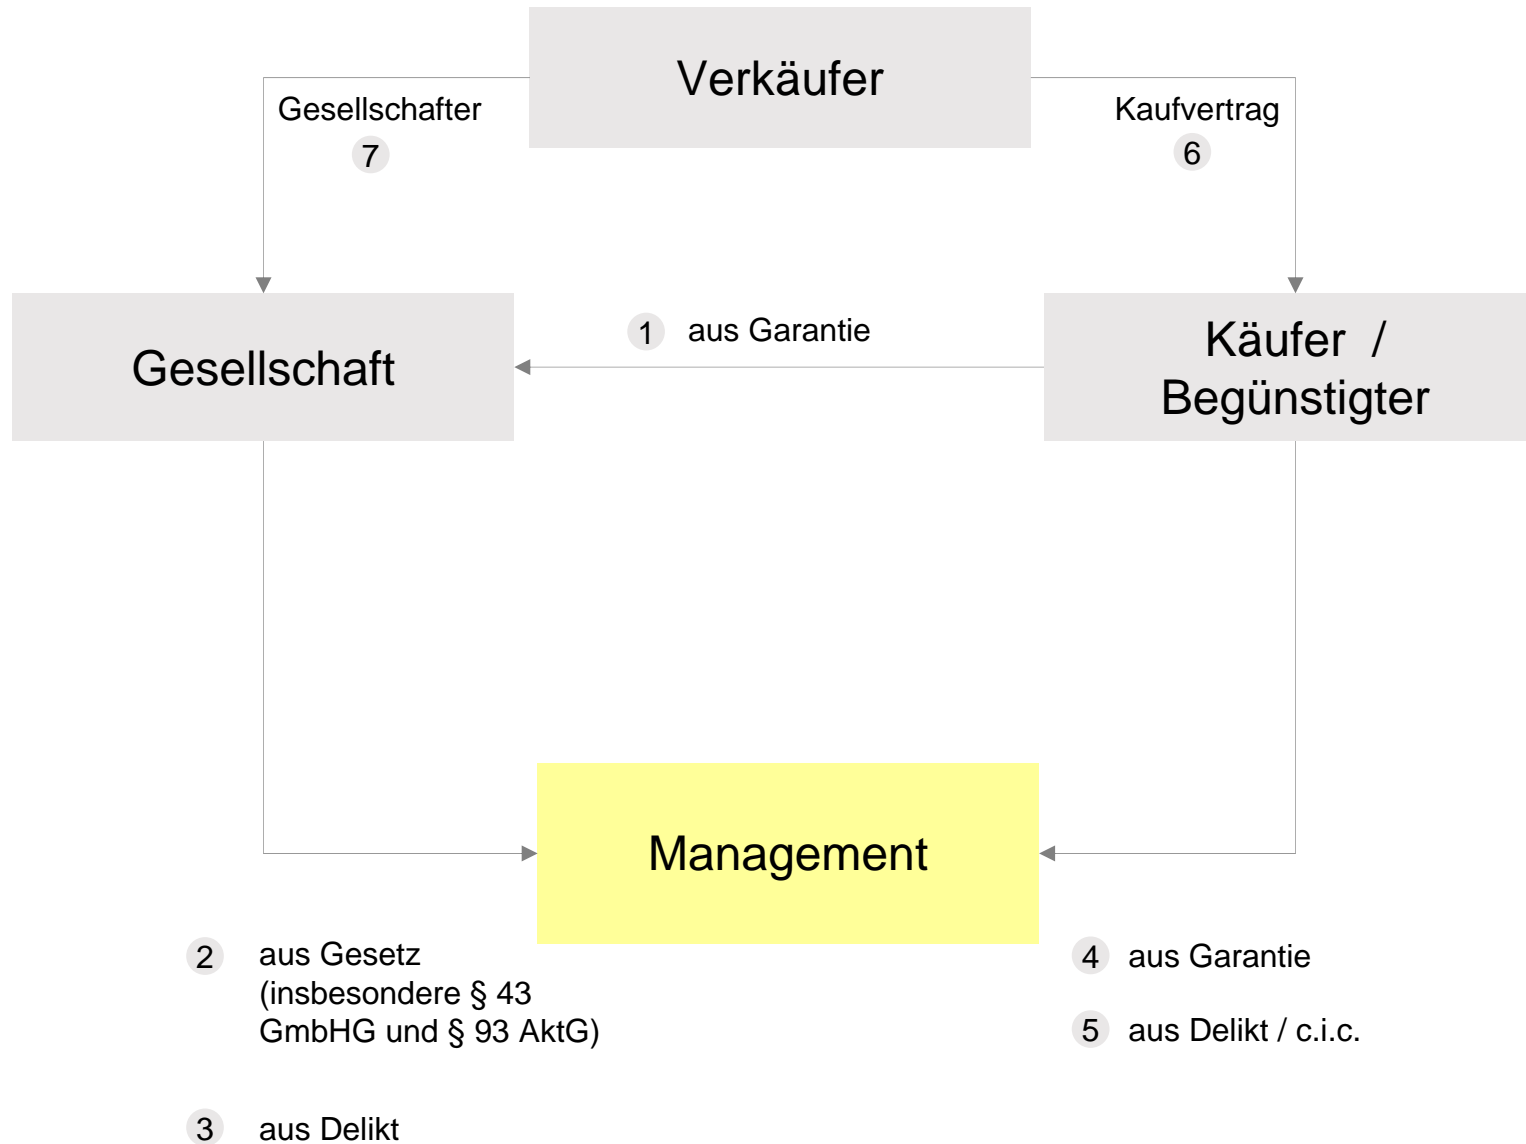 Verkäufer
Gesellschafter
7
Kaufvertrag
6
Gesellschaft
1 aus Garantie
Käufer /
Begünstigter
Management
2 aus Gesetz
(insbesondere § 43
GmbHG und § 93 AktG)
3 aus Delikt
4 aus Garantie
5 aus Delikt / c.i.c.